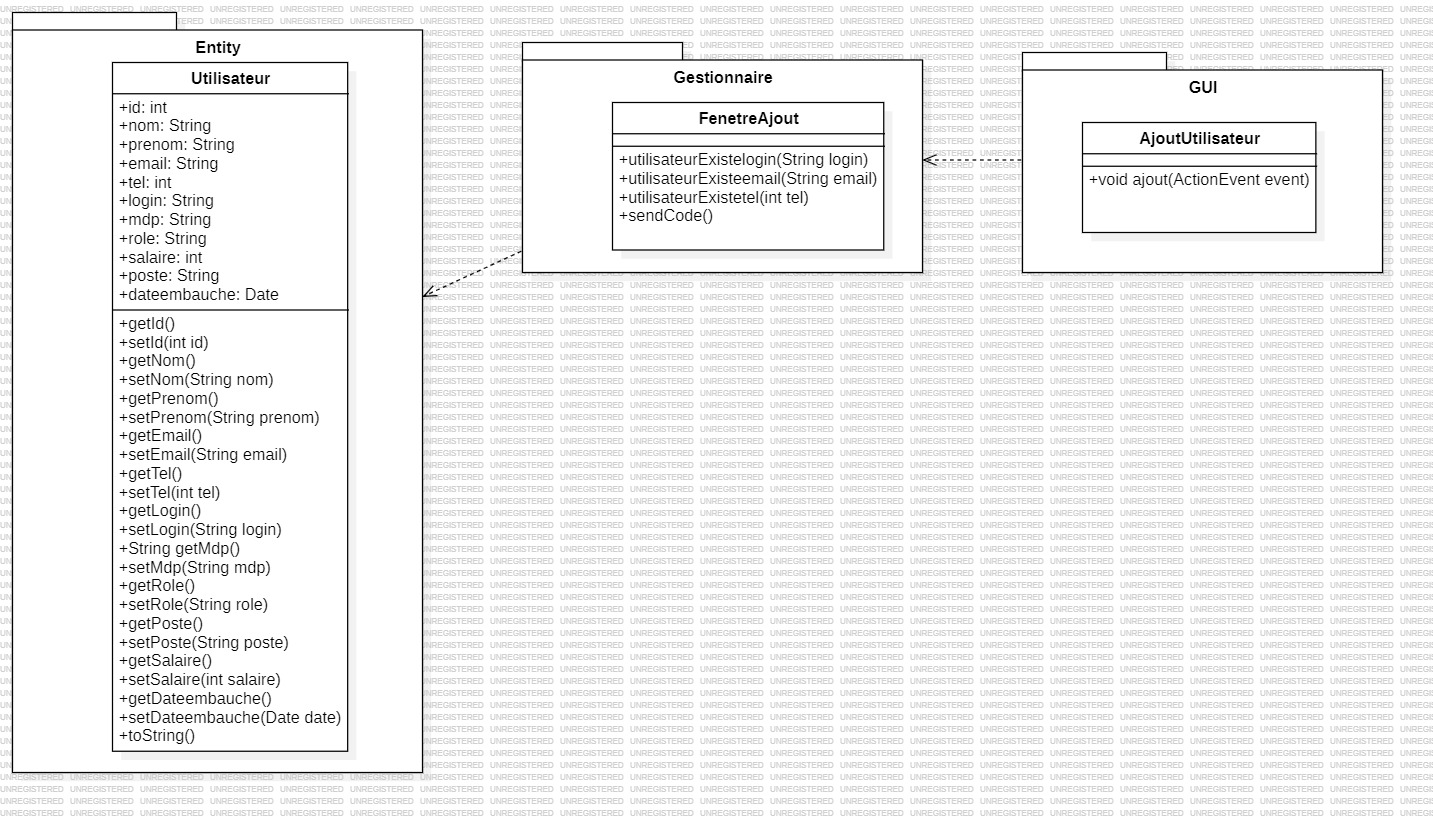 Entity
Utilisateur
+id: int
+nom: String
+prenom: String
+email: String
+tel: int
+login: String
+mdp: String
+role: String
+salaire: int
+poste: String
+dateembauche: Date
+getId()
+setId(int id)
+getNom()
+setNom(String nom)
+getPrenom()
+setPrenom(String prenom)
+getEmail()
+setEmail(String email)
+getTel()
+setTel(int tel)
+getLogin()
+setLogin(String login)
+String getMdp()
+setMdp(String mdp)
+getRole()
+setRole(String role)
+getPoste()
+setPoste(String poste)
+getSalaire()
+setSalaire(int salaire)
+getDateembauche()
+setDateembauche(Date date)
+toString()
Gestionnaire
FenetreAjout
+utilisateurExistelogin(String login)
+utilisateurExisteemail(String email)
+utilisateurExistetel(int tel)
+sendCode()
GUI
AjoutUtilisateur
+void ajout(ActionEvent event)
UNREGISTERED